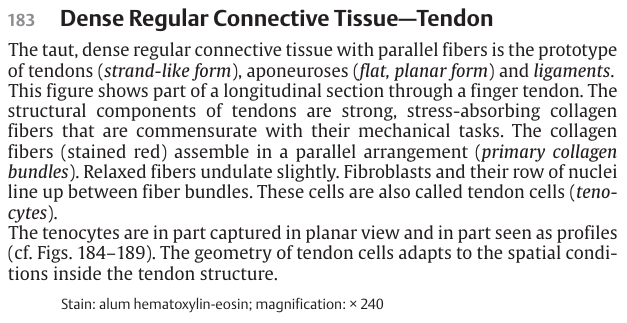 183 Dense Regular Connective Tissue—Tendon
The taut, dense regular connective tissue with parallel fibers is the prototype
of tendons (strand-like form), aponeuroses (flat, planar form) and ligaments.
This figure shows part of a longitudinal section through a finger tendon. The
structural components of tendons are strong, stress-absorbing collagen
fibers that are commensurate with their mechanical tasks. The collagen
fibers (stained red) assemble in a parallel arrangement (primary collagen
bundles). Relaxed fibers undulate slightly. Fibroblasts and their row of nuclei
line up between fiber bundles. These cells are also called tendon cells (teno-
cytes).
The tenocytes are in part captured in planar view and in part seen as profiles
(cf. Figs. 184–189). The geometry of tendon cells adapts to the spatial condi-
tions inside the tendon structure.
Stain: alum hematoxylin-eosin; magnification: × 240